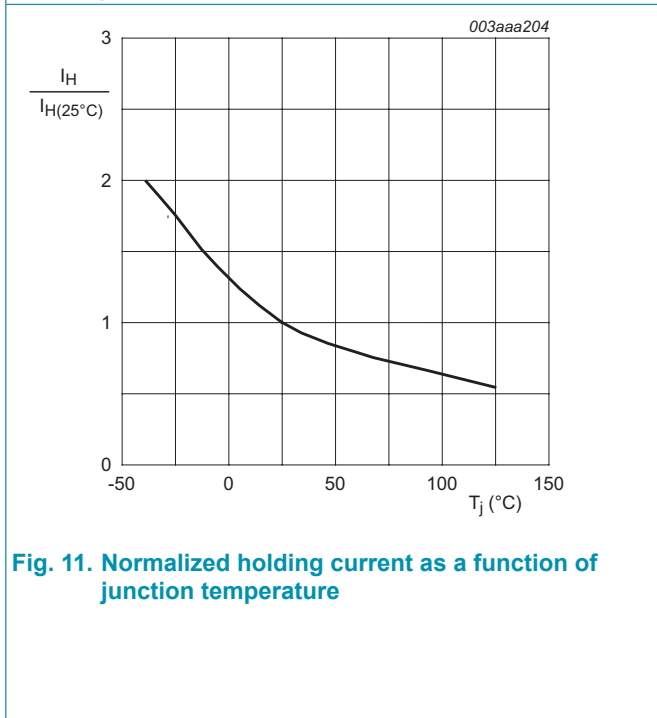 003aaa204
3
I_H
I_H(25°C)
2
1
0
-50 0 50 100 150
T_j (°C)
Fig. 11. Normalized holding current as a function of
junction temperature